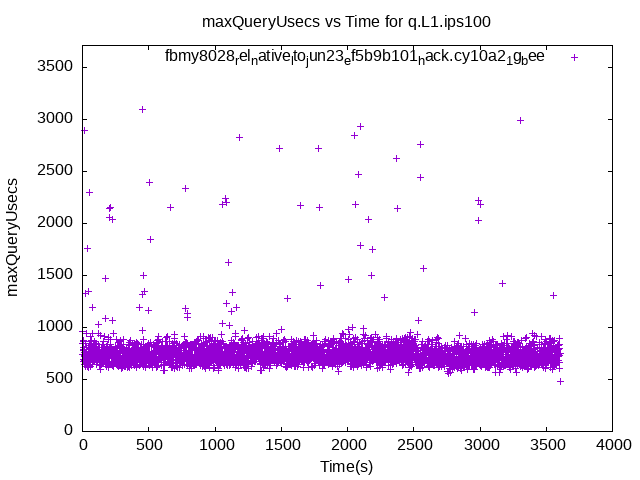 maxQueryUsecs vs Time for q.L1.ips100
fbmy8028relnativeltojun23ef5b9b101hack.cy10a21gbee
3500
3000
2500
2000
1500
1000
500
0
maxQueryUsecs
0 500 1000 1500 2000 2500 3000 3500 4000
Time(s)